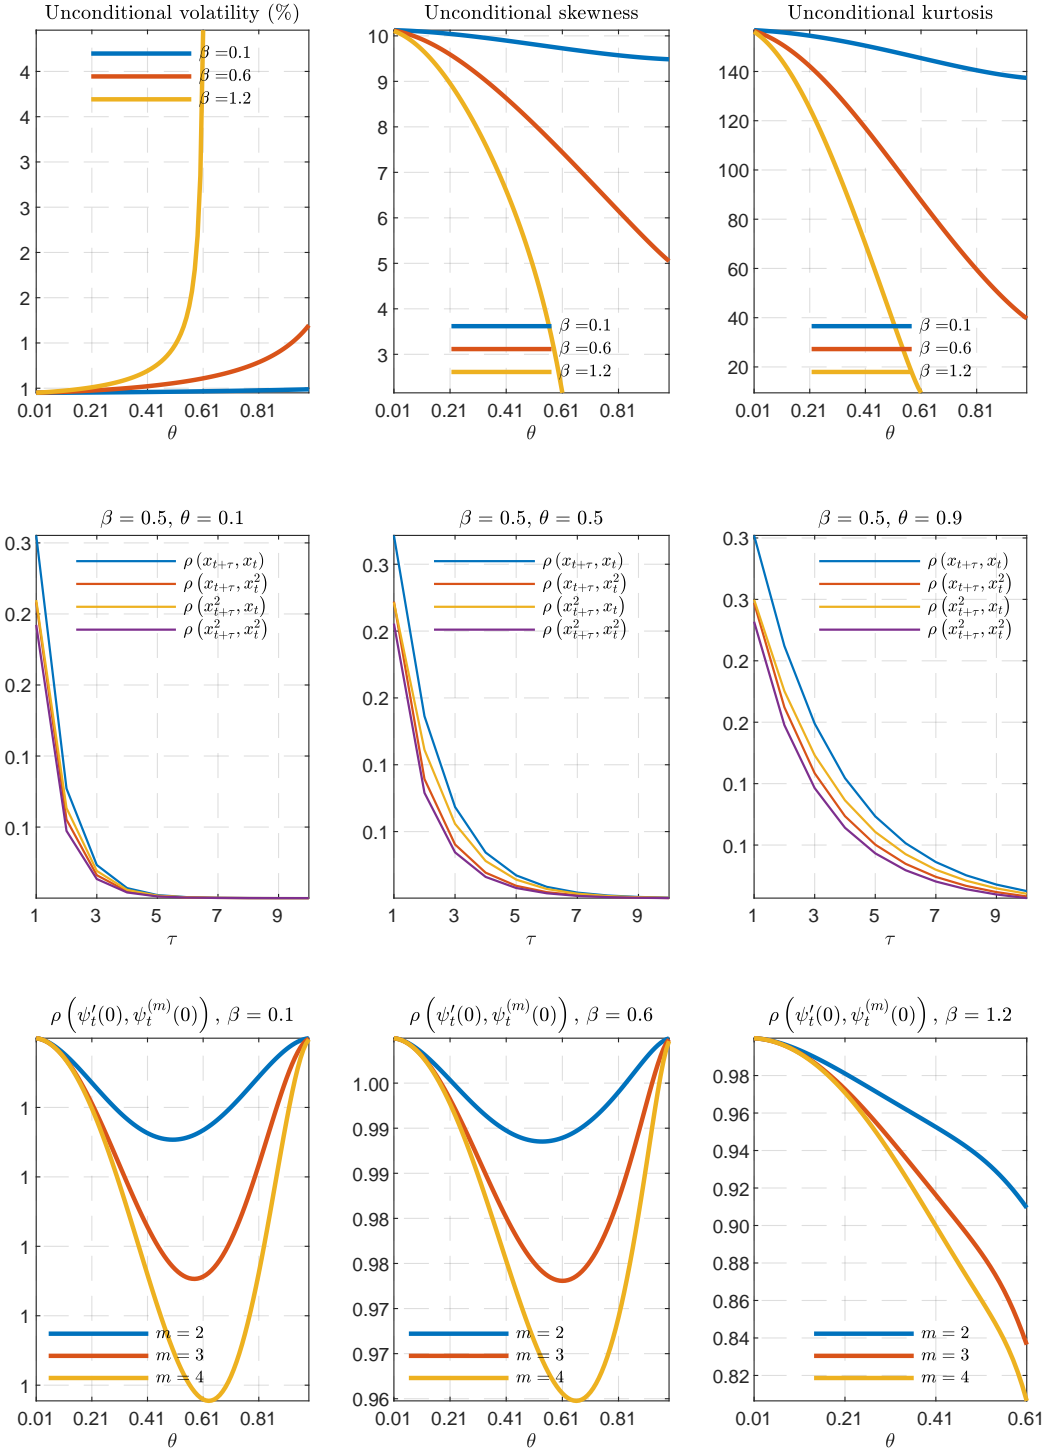 Unconditional volatility (%)
β =0.1
β =0.6
β =1.2
4
4
3
3
2
2
1
1
0.01 0.21 0.41 0.61 0.81
θ
Unconditional skewness
10
9
8
7
6
5
4
3
β =0.1
β =0.6
β =1.2
0.01 0.21 0.41 0.61 0.81
θ
Unconditional kurtosis
140
120
100
80
60
40
20
β =0.1
β =0.6
β =1.2
0.01 0.21 0.41 0.61 0.81
θ
β = 0.5, θ = 0.1
0.3
0.2
0.2
0.1
0.1
ρ (x_{t+τ}, x_t)
ρ (x_{t+τ}, x_t^2)
ρ (x_{t+τ}^2, x_t)
ρ (x_{t+τ}^2, x_t^2)
1 3 5 7 9
τ
β = 0.5, θ = 0.5
0.3
0.2
0.2
0.1
0.1
ρ (x_{t+τ}, x_t)
ρ (x_{t+τ}, x_t^2)
ρ (x_{t+τ}^2, x_t)
ρ (x_{t+τ}^2, x_t^2)
1 3 5 7 9
τ
β = 0.5, θ = 0.9
0.3
0.3
0.2
0.2
0.1
0.1
ρ (x_{t+τ}, x_t)
ρ (x_{t+τ}, x_t^2)
ρ (x_{t+τ}^2, x_t)
ρ (x_{t+τ}^2, x_t^2)
1 3 5 7 9
τ
ρ (ψ_t′(0), ψ_t^{(m)}(0)) , β = 0.1
1
1
1
1
1
m = 2
m = 3
m = 4
0.01 0.21 0.41 0.61 0.81
θ
ρ (ψ_t′(0), ψ_t^{(m)}(0)) , β = 0.6
1.00
0.99
0.99
0.98
0.98
0.97
0.97
0.96
m = 2
m = 3
m = 4
0.01 0.21 0.41 0.61 0.81
θ
ρ (ψ_t′(0), ψ_t^{(m)}(0)) , β = 1.2
0.98
0.96
0.94
0.92
0.90
0.88
0.86
0.84
0.82
m = 2
m = 3
m = 4
0.01 0.21 0.41 0.61
θ